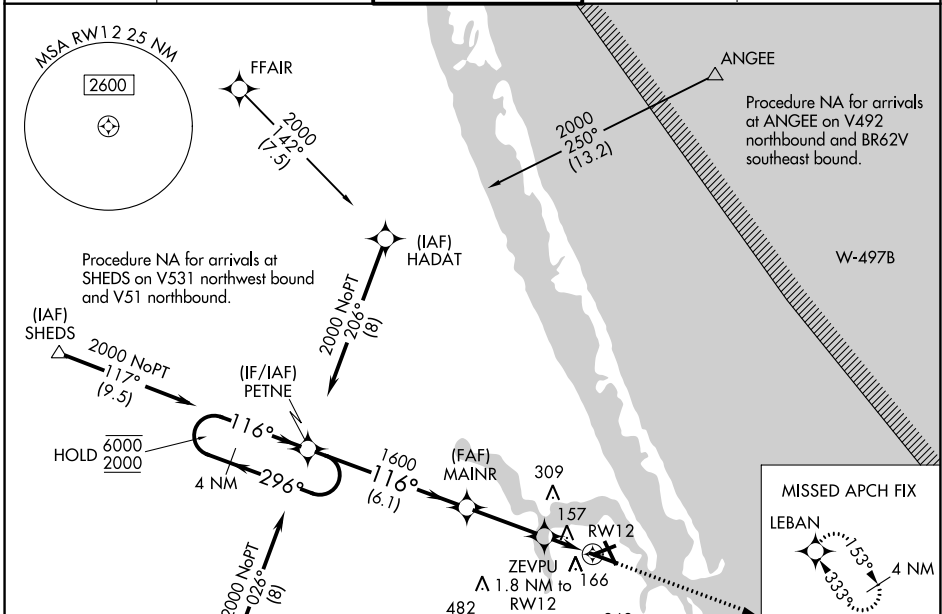 MSA RW12 25 NM
2600
FFAIR
2000
142°
(7.5)
ANGEE
2000
250°
(13.2)
Procedure NA for arrivals
at ANGEE on V492
northbound and BR62V
southeast bound.
W-497B
(IAF)
HADAT
2000 NoPT
206°
(8)
Procedure NA for arrivals at
SHEDS on V531 northwest bound
and V51 northbound.
(IAF)
SHEDS
2000 NoPT
117°
(9.5)
(IF/IAF)
PETNE
HOLD
6000
2000
116°
296°
4 NM
1600
116°
(6.1)
(FAF)
MAINR
309
157
RW12
ZEVPU
1.8 NM to
RW12
166
482
2000 NoPT
026°
(8)
MISSED APCH FIX
LEBAN
153°
333°
4 NM